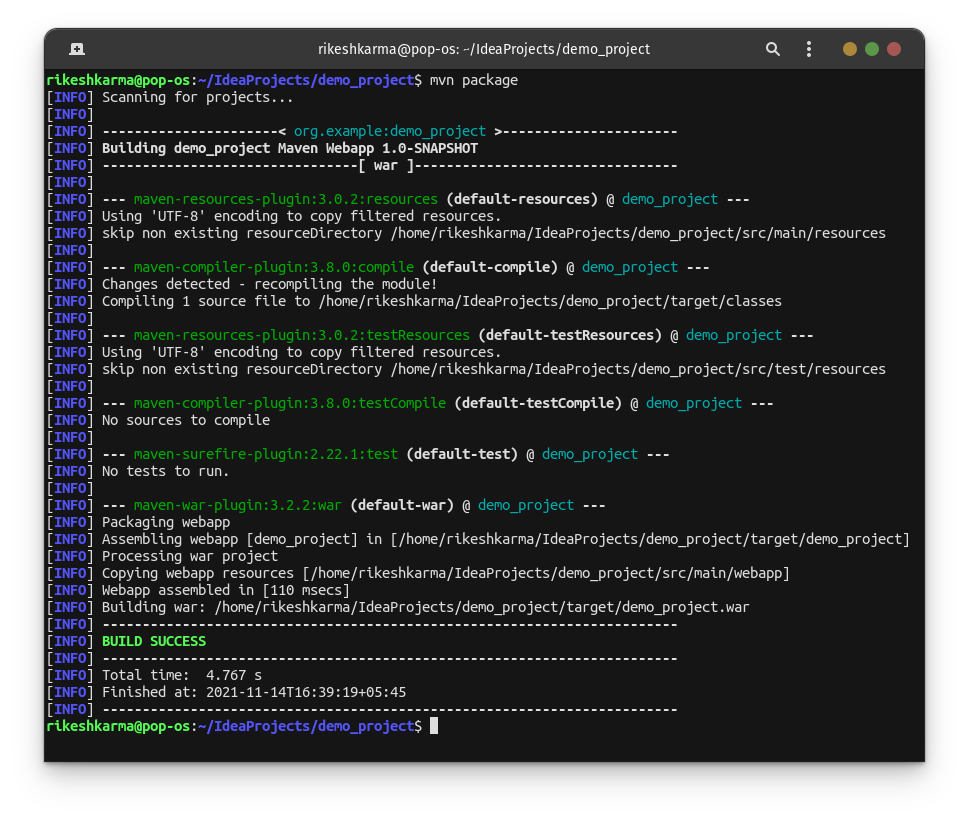 rikeshkarma@pop-os: ~/IdeaProjects/demo_project
rikeshkarma@pop-os:~/IdeaProjects/demo_project$ mvn package
[INFO] Scanning for projects...
[INFO]
[INFO] ----------------------< org.example:demo_project >----------------------
[INFO] Building demo_project Maven Webapp 1.0-SNAPSHOT
[INFO] --------------------------------[ war ]---------------------------------
[INFO]
[INFO] --- maven-resources-plugin:3.0.2:resources (default-resources) @ demo_project ---
[INFO] Using 'UTF-8' encoding to copy filtered resources.
[INFO] skip non existing resourceDirectory /home/rikeshkarma/IdeaProjects/demo_project/src/main/resources
[INFO]
[INFO] --- maven-compiler-plugin:3.8.0:compile (default-compile) @ demo_project ---
[INFO] Changes detected - recompiling the module!
[INFO] Compiling 1 source file to /home/rikeshkarma/IdeaProjects/demo_project/target/classes
[INFO]
[INFO] --- maven-resources-plugin:3.0.2:testResources (default-testResources) @ demo_project ---
[INFO] Using 'UTF-8' encoding to copy filtered resources.
[INFO] skip non existing resourceDirectory /home/rikeshkarma/IdeaProjects/demo_project/src/test/resources
[INFO]
[INFO] --- maven-compiler-plugin:3.8.0:testCompile (default-testCompile) @ demo_project ---
[INFO] No sources to compile
[INFO]
[INFO] --- maven-surefire-plugin:2.22.1:test (default-test) @ demo_project ---
[INFO] No tests to run.
[INFO]
[INFO] --- maven-war-plugin:3.2.2:war (default-war) @ demo_project ---
[INFO] Packaging webapp
[INFO] Assembling webapp [demo_project] in [/home/rikeshkarma/IdeaProjects/demo_project/target/demo_project]
[INFO] Processing war project
[INFO] Copying webapp resources [/home/rikeshkarma/IdeaProjects/demo_project/src/main/webapp]
[INFO] Webapp assembled in [110 msecs]
[INFO] Building war: /home/rikeshkarma/IdeaProjects/demo_project/target/demo_project.war
[INFO] ------------------------------------------------------------------------
[INFO] BUILD SUCCESS
[INFO] ------------------------------------------------------------------------
[INFO] Total time:  4.767 s
[INFO] Finished at: 2021-11-14T16:39:19+05:45
[INFO] ------------------------------------------------------------------------
rikeshkarma@pop-os:~/IdeaProjects/demo_project$